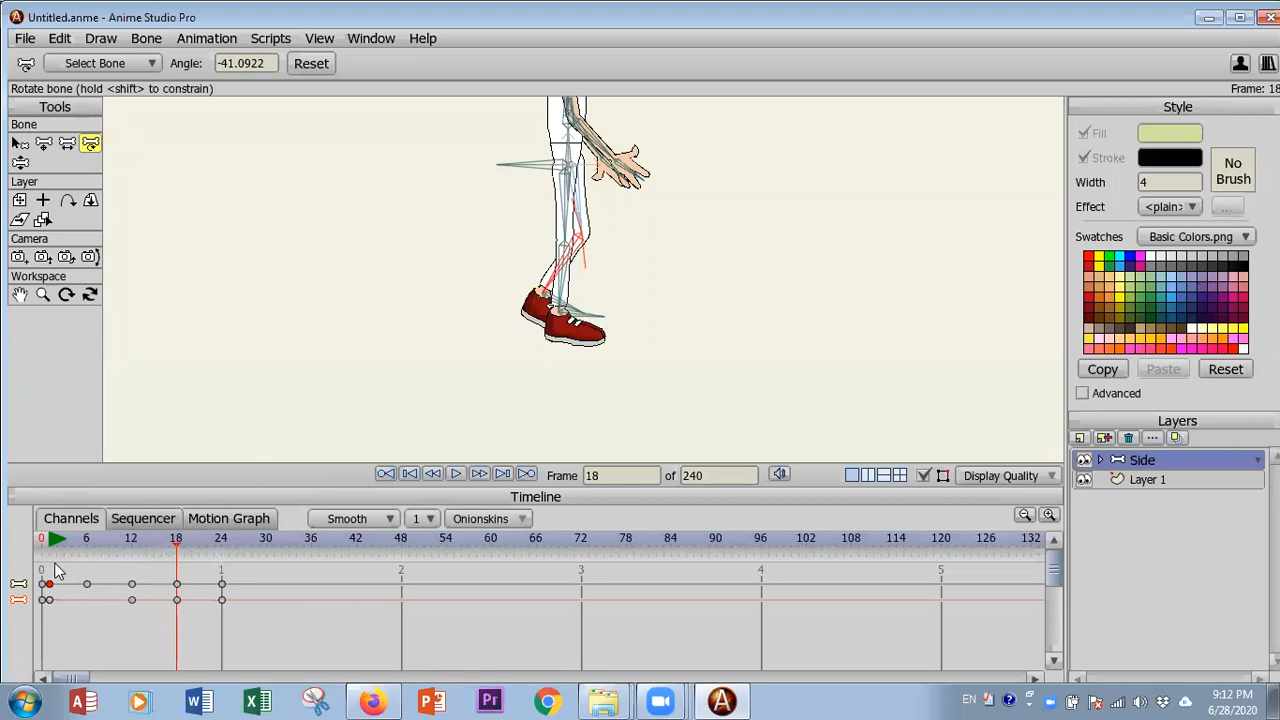 Untitled.anme - Anime Studio Pro
File Edit Draw Bone Animation Scripts View Window Help
Select Bone Angle: -41.0922 Reset
Rotate bone (hold <shift> to constrain) Frame: 18
Tools
Bone
Layer
Camera
Workspace
Style
Fill
Stroke
No Brush
Width 4
Effect <plain> ...
Swatches Basic Colors.png
Copy Paste Reset
Advanced
Layers
Side
Layer 1
Frame 18 of 240 Display Quality
Timeline
Channels Sequencer Motion Graph Smooth 1 Onionskins
0 6 12 18 24 30 36 42 48 54 60 66 72 78 84 90 96 102 108 114 120 126 132
0 1 2 3 4 5
EN 9:12 PM
6/28/2020